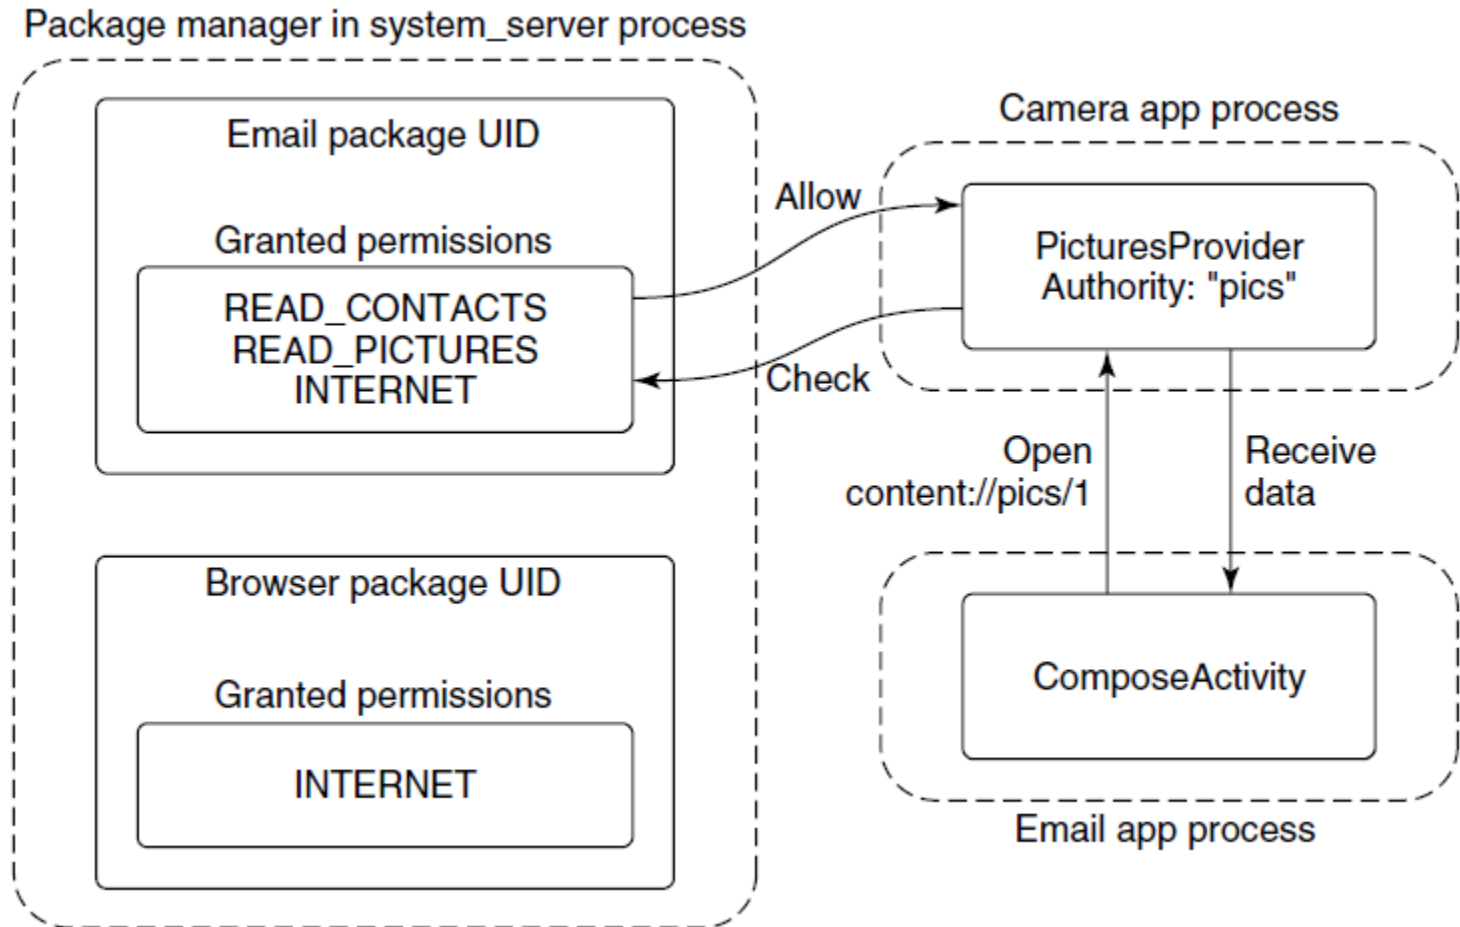 Package manager in system_server process
Email package UID
Granted permissions
READ_CONTACTS
READ_PICTURES
INTERNET
Browser package UID
Granted permissions
INTERNET
Allow
Check
Camera app process
PicturesProvider
Authority: "pics"
Open
content://pics/1
Receive
data
ComposeActivity
Email app process